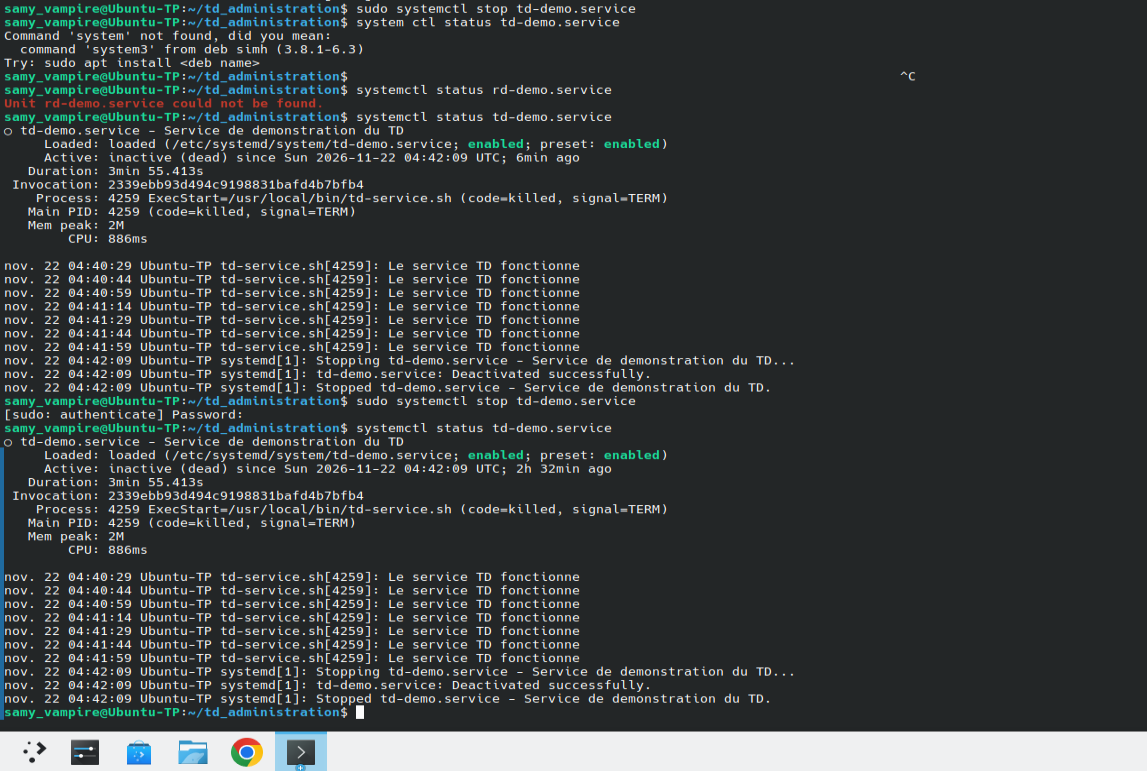 samy_vampire@Ubuntu-TP:~/td_administration$ sudo systemctl stop td-demo.service
samy_vampire@Ubuntu-TP:~/td_administration$ system ctl status td-demo.service
Command 'system' not found, did you mean:
  command 'system3' from deb simh (3.8.1-6.3)
Try: sudo apt install <deb name>
samy_vampire@Ubuntu-TP:~/td_administration$ ^C
samy_vampire@Ubuntu-TP:~/td_administration$ systemctl status rd-demo.service
Unit rd-demo.service could not be found.
samy_vampire@Ubuntu-TP:~/td_administration$ systemctl status td-demo.service
○ td-demo.service - Service de demonstration du TD
     Loaded: loaded (/etc/systemd/system/td-demo.service; enabled; preset: enabled)
     Active: inactive (dead) since Sun 2026-11-22 04:42:09 UTC; 6min ago
   Duration: 3min 55.413s
 Invocation: 2339ebb93d494c9198831bafd4b7bfb4
    Process: 4259 ExecStart=/usr/local/bin/td-service.sh (code=killed, signal=TERM)
   Main PID: 4259 (code=killed, signal=TERM)
   Mem peak: 2M
        CPU: 886ms

nov. 22 04:40:29 Ubuntu-TP td-service.sh[4259]: Le service TD fonctionne
nov. 22 04:40:44 Ubuntu-TP td-service.sh[4259]: Le service TD fonctionne
nov. 22 04:40:59 Ubuntu-TP td-service.sh[4259]: Le service TD fonctionne
nov. 22 04:41:14 Ubuntu-TP td-service.sh[4259]: Le service TD fonctionne
nov. 22 04:41:29 Ubuntu-TP td-service.sh[4259]: Le service TD fonctionne
nov. 22 04:41:44 Ubuntu-TP td-service.sh[4259]: Le service TD fonctionne
nov. 22 04:41:59 Ubuntu-TP td-service.sh[4259]: Le service TD fonctionne
nov. 22 04:42:09 Ubuntu-TP systemd[1]: Stopping td-demo.service - Service de demonstration du TD...
nov. 22 04:42:09 Ubuntu-TP systemd[1]: td-demo.service: Deactivated successfully.
nov. 22 04:42:09 Ubuntu-TP systemd[1]: Stopped td-demo.service - Service de demonstration du TD.
samy_vampire@Ubuntu-TP:~/td_administration$ sudo systemctl stop td-demo.service
[sudo: authenticate] Password:
samy_vampire@Ubuntu-TP:~/td_administration$ systemctl status td-demo.service
○ td-demo.service - Service de demonstration du TD
     Loaded: loaded (/etc/systemd/system/td-demo.service; enabled; preset: enabled)
     Active: inactive (dead) since Sun 2026-11-22 04:42:09 UTC; 2h 32min ago
   Duration: 3min 55.413s
 Invocation: 2339ebb93d494c9198831bafd4b7bfb4
    Process: 4259 ExecStart=/usr/local/bin/td-service.sh (code=killed, signal=TERM)
   Main PID: 4259 (code=killed, signal=TERM)
   Mem peak: 2M
        CPU: 886ms

nov. 22 04:40:29 Ubuntu-TP td-service.sh[4259]: Le service TD fonctionne
nov. 22 04:40:44 Ubuntu-TP td-service.sh[4259]: Le service TD fonctionne
nov. 22 04:40:59 Ubuntu-TP td-service.sh[4259]: Le service TD fonctionne
nov. 22 04:41:14 Ubuntu-TP td-service.sh[4259]: Le service TD fonctionne
nov. 22 04:41:29 Ubuntu-TP td-service.sh[4259]: Le service TD fonctionne
nov. 22 04:41:44 Ubuntu-TP td-service.sh[4259]: Le service TD fonctionne
nov. 22 04:41:59 Ubuntu-TP td-service.sh[4259]: Le service TD fonctionne
nov. 22 04:42:09 Ubuntu-TP systemd[1]: Stopping td-demo.service - Service de demonstration du TD...
nov. 22 04:42:09 Ubuntu-TP systemd[1]: td-demo.service: Deactivated successfully.
nov. 22 04:42:09 Ubuntu-TP systemd[1]: Stopped td-demo.service - Service de demonstration du TD.
samy_vampire@Ubuntu-TP:~/td_administration$